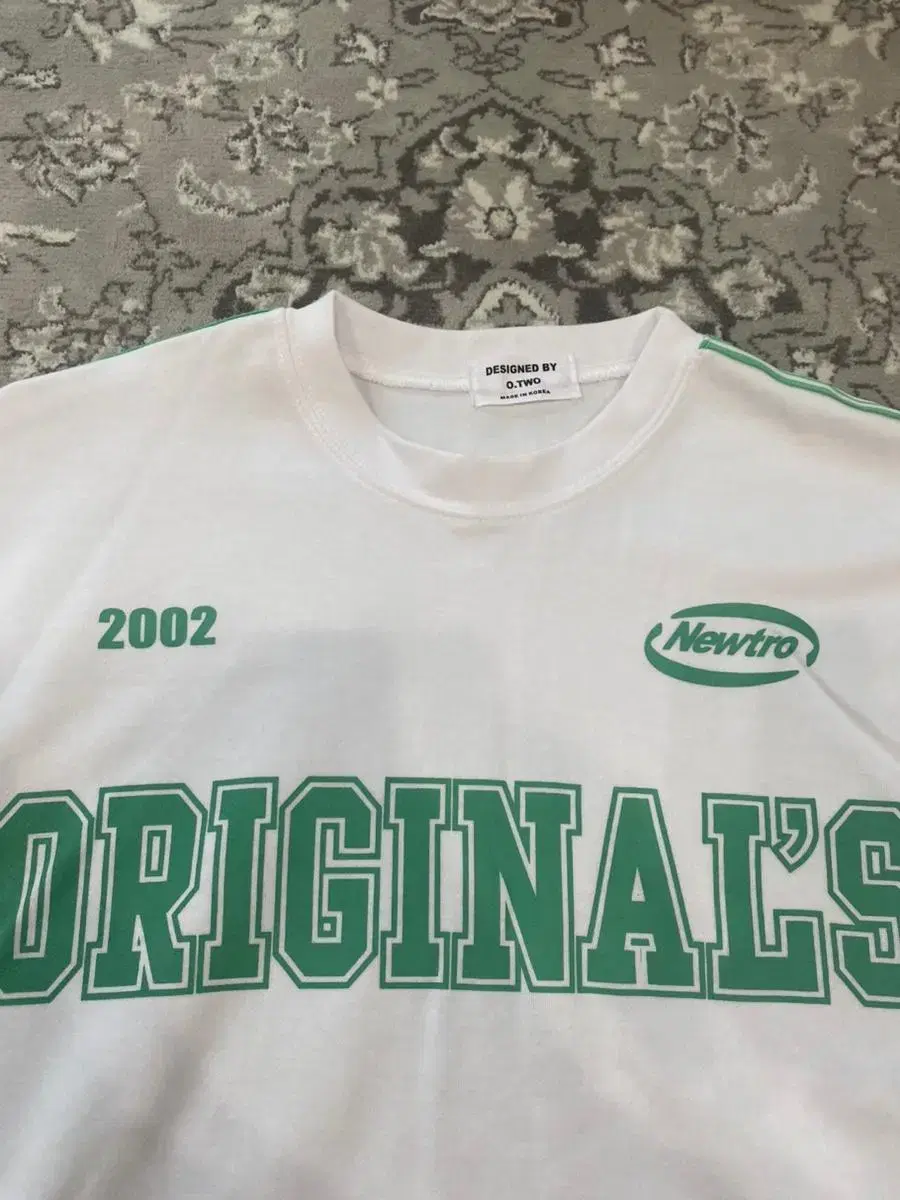 DESIGNED BY
O.TWO
MADE IN KOREA
2002
Newtro
ORIGINAL'S